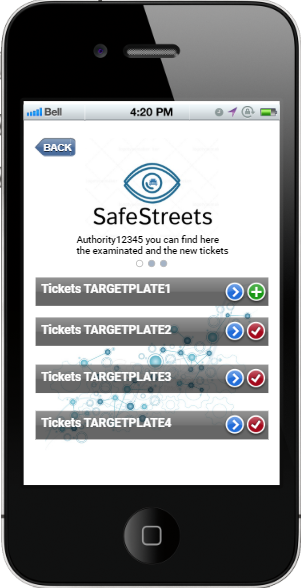 Bell 4:20 PM
BACK
SafeStreets
Authority12345 you can find here
the examinated and the new tickets
Tickets TARGETPLATE1
Tickets TARGETPLATE2
Tickets TARGETPLATE3
Tickets TARGETPLATE4